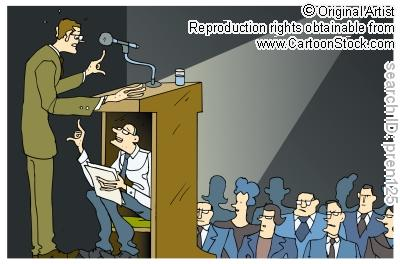 © Original Artist
Reproduction rights obtainable from
www.CartoonStock.com
search ID: pren125